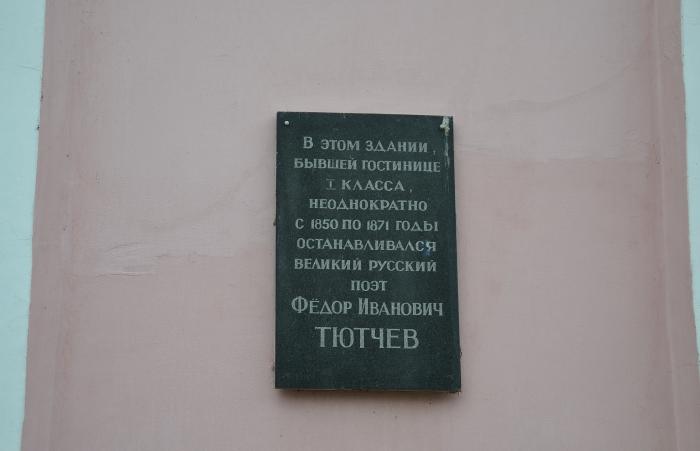 В ЭТОМ ЗДАНИИ,
БЫВШЕЙ ГОСТИНИЦЕ
I КЛАССА,
НЕОДНОКРАТНО
С 1850 ПО 1871 ГОДЫ
ОСТАНАВЛИВАЛСЯ
ВЕЛИКИЙ РУССКИЙ
ПОЭТ
ФЁДОР ИВАНОВИЧ
ТЮТЧЕВ